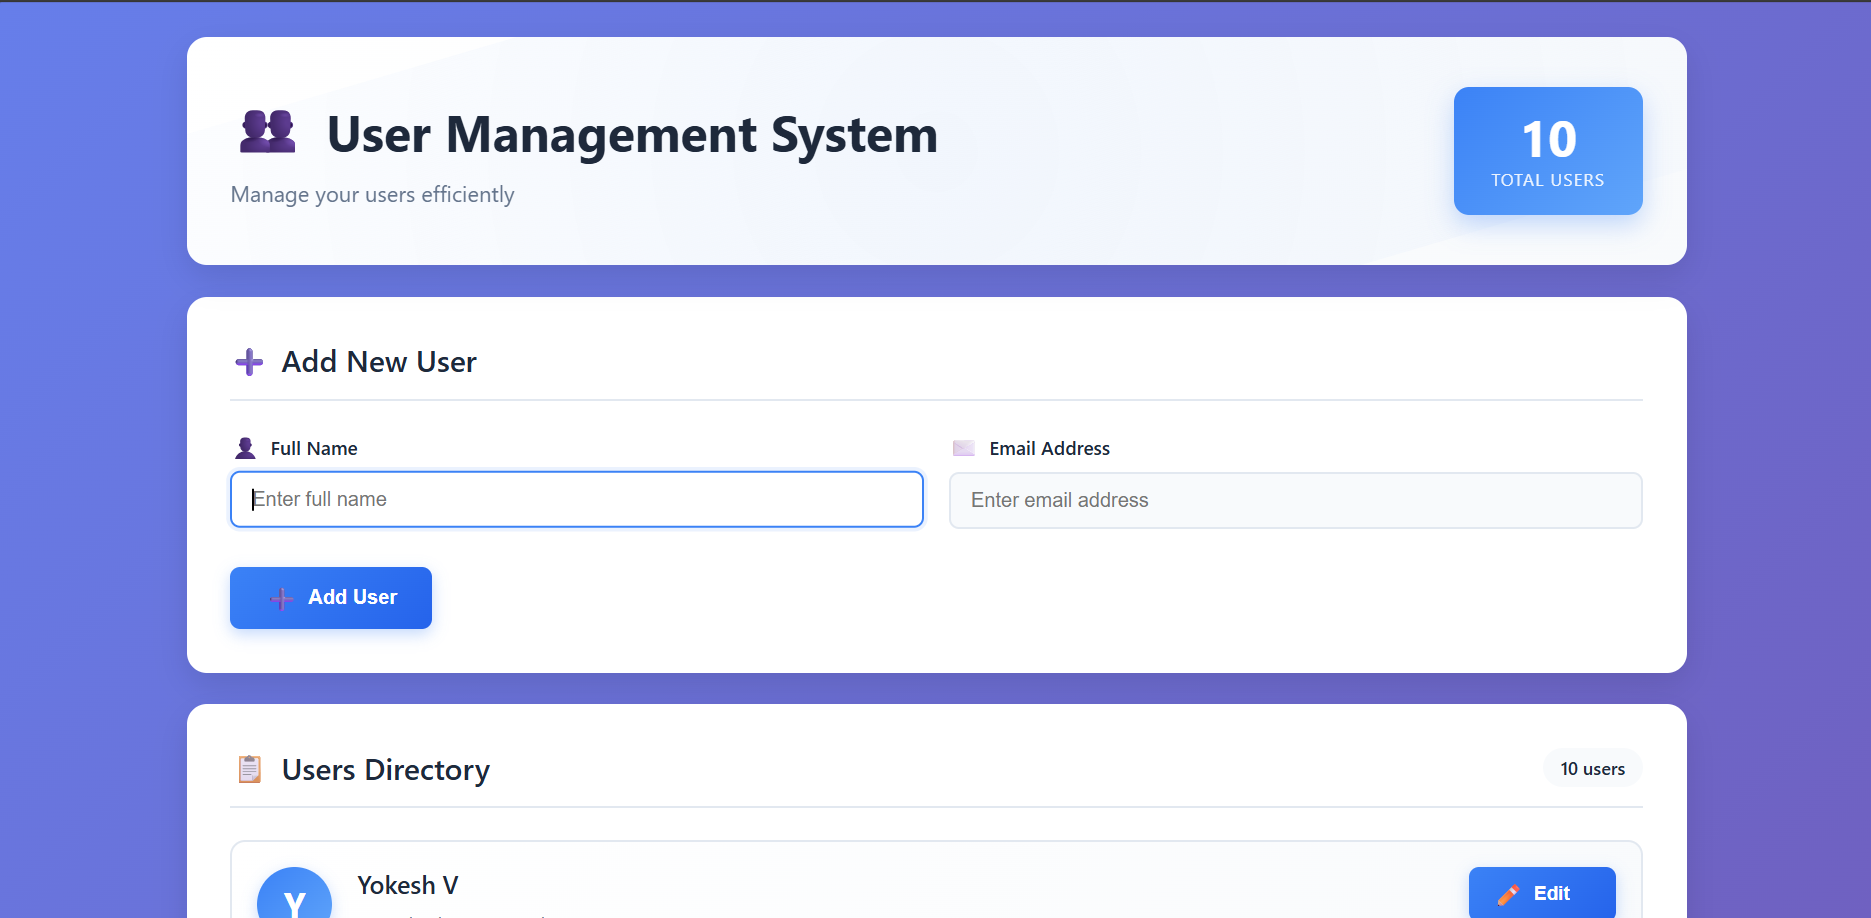 User Management System
Manage your users efficiently
10
TOTAL USERS
Add New User
Full Name
Email Address
Enter full name
Enter email address
Add User
Users Directory
10 users
Y
Yokesh V
Edit